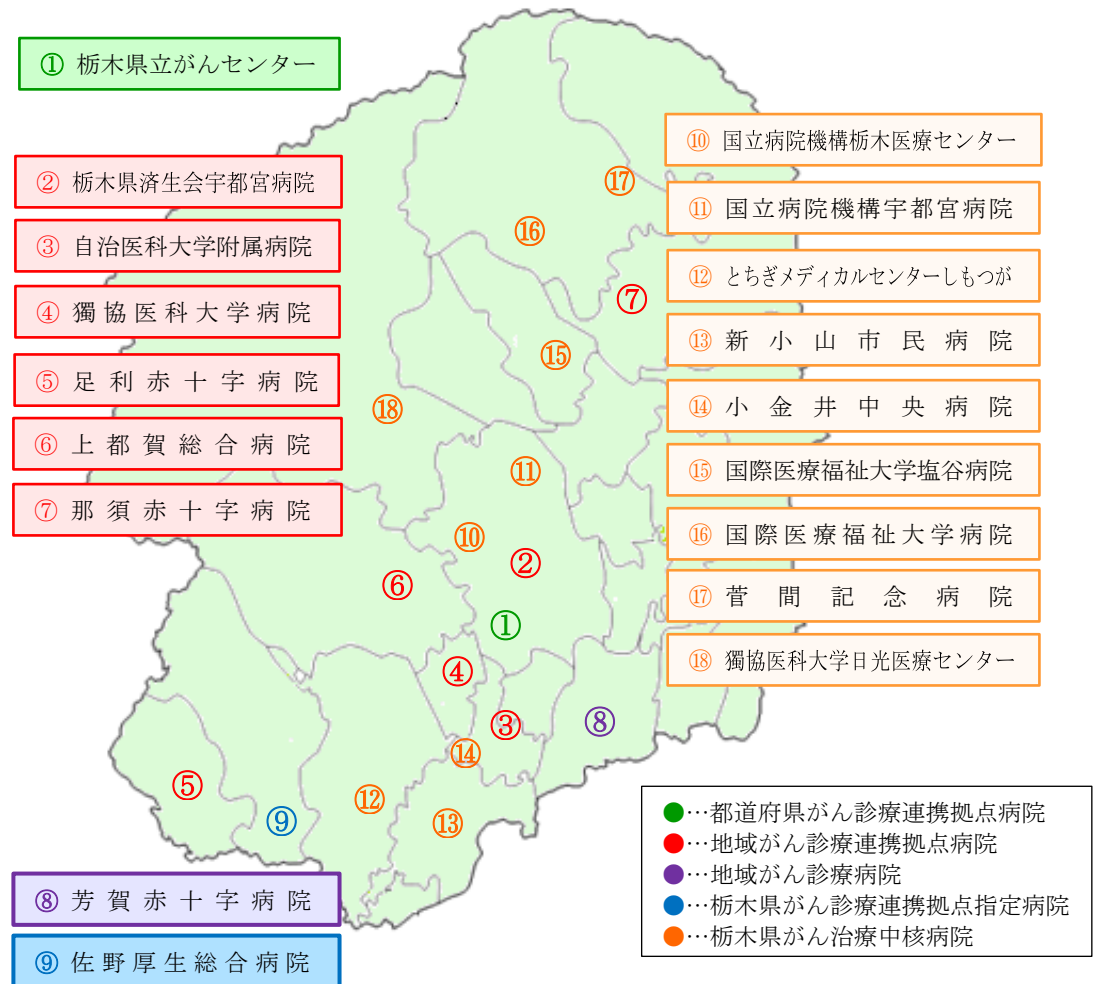 ① 栃木県立がんセンター
② 栃木県済生会宇都宮病院
③ 自治医科大学附属病院
④ 獨協医科大学病院
⑤ 足利赤十字病院
⑥ 上都賀総合病院
⑦ 那須赤十字病院
⑧ 芳賀赤十字病院
⑨ 佐野厚生総合病院
⑩ 国立病院機構栃木医療センター
⑪ 国立病院機構宇都宮病院
⑫ とちぎメディカルセンターしもつが
⑬ 新小山市民病院
⑭ 小金井中央病院
⑮ 国際医療福祉大学塩谷病院
⑯ 国際医療福祉大学病院
⑰ 菅間記念病院
⑱ 獨協医科大学日光医療センター
⑰
⑯
⑦
⑮
⑱
⑪
⑩
②
⑥
①
④
③
⑧
⑭
⑤
⑫
⑨
⑬
●…都道府県がん診療連携拠点病院
●…地域がん診療連携拠点病院
●…地域がん診療病院
●…栃木県がん診療連携拠点指定病院
●…栃木県がん治療中核病院